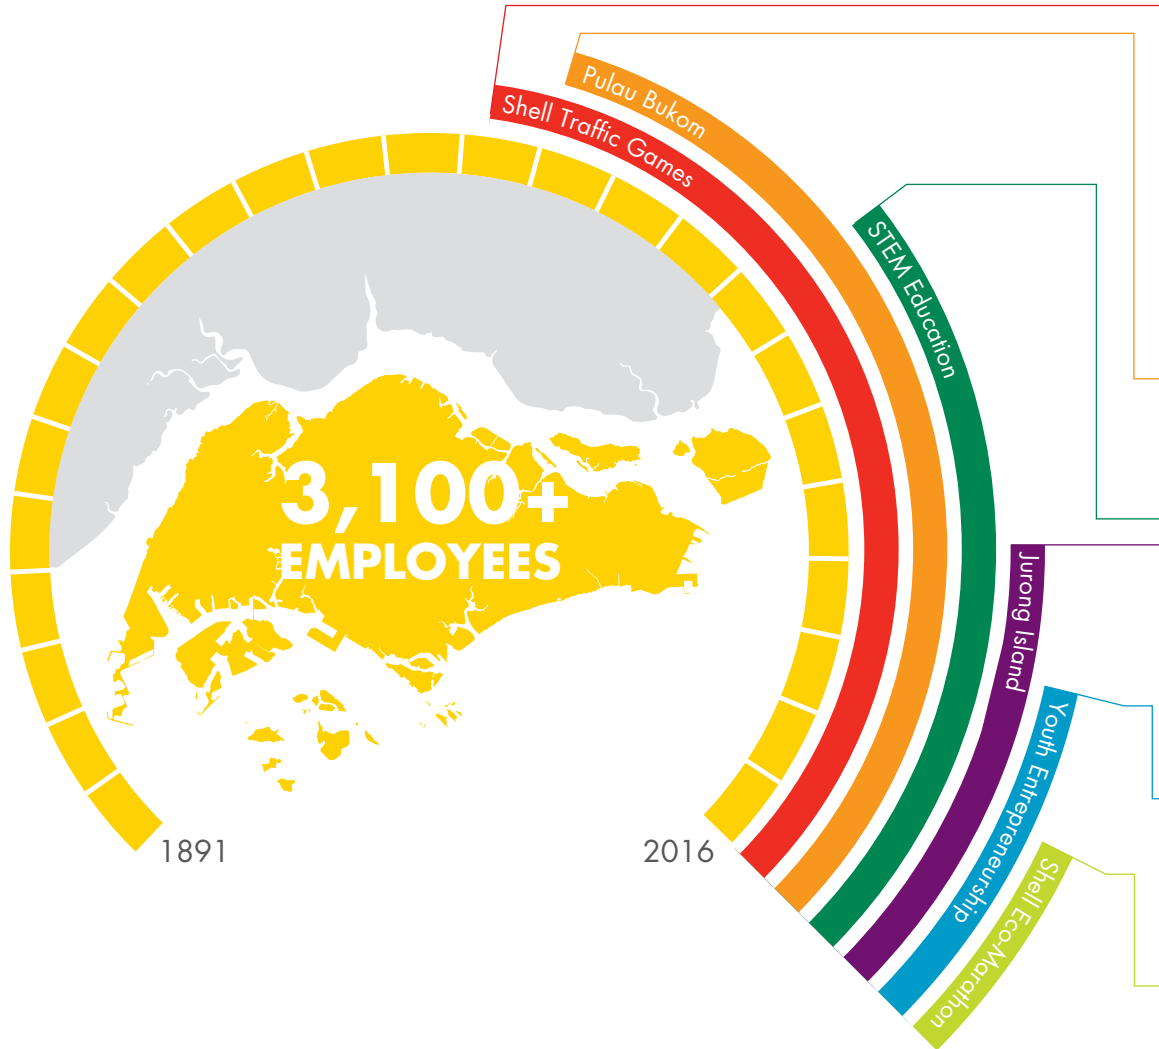 Pulau Bukom
Shell Traffic Games
STEM Education
3,100+
EMPLOYEES
Jurong Island
Youth Entrepreneurship
1891
2016
Shell Eco-Marathon